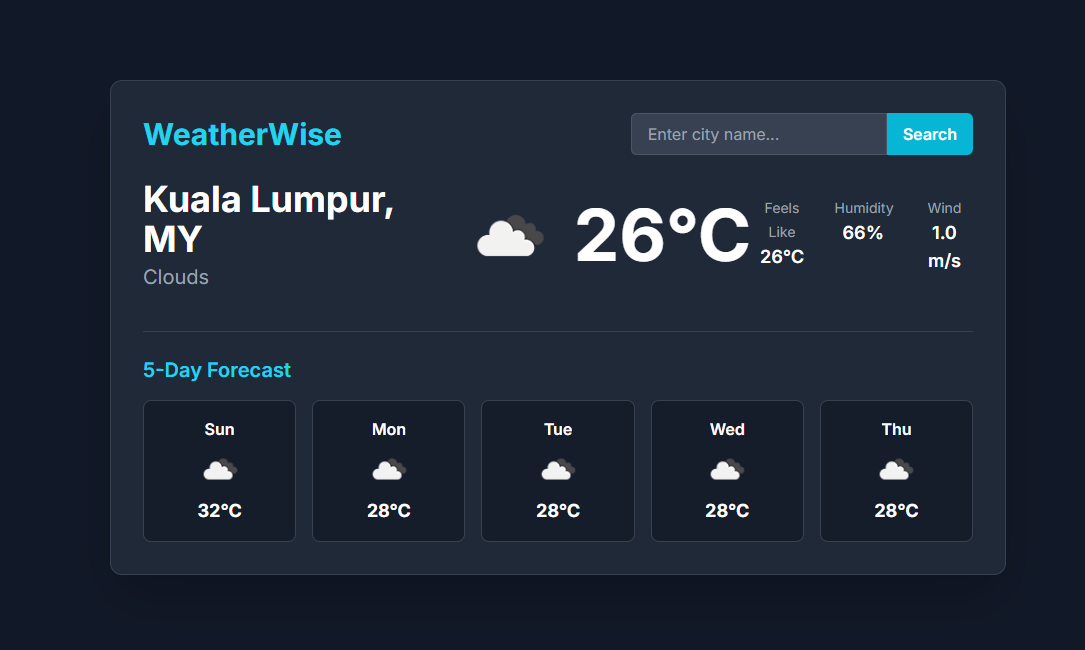 WeatherWise
Enter city name...
Search
Kuala Lumpur,
MY
Clouds
26°C
Feels
Like
26°C
Humidity
66%
Wind
1.0
m/s
5-Day Forecast
Sun
32°C
Mon
28°C
Tue
28°C
Wed
28°C
Thu
28°C